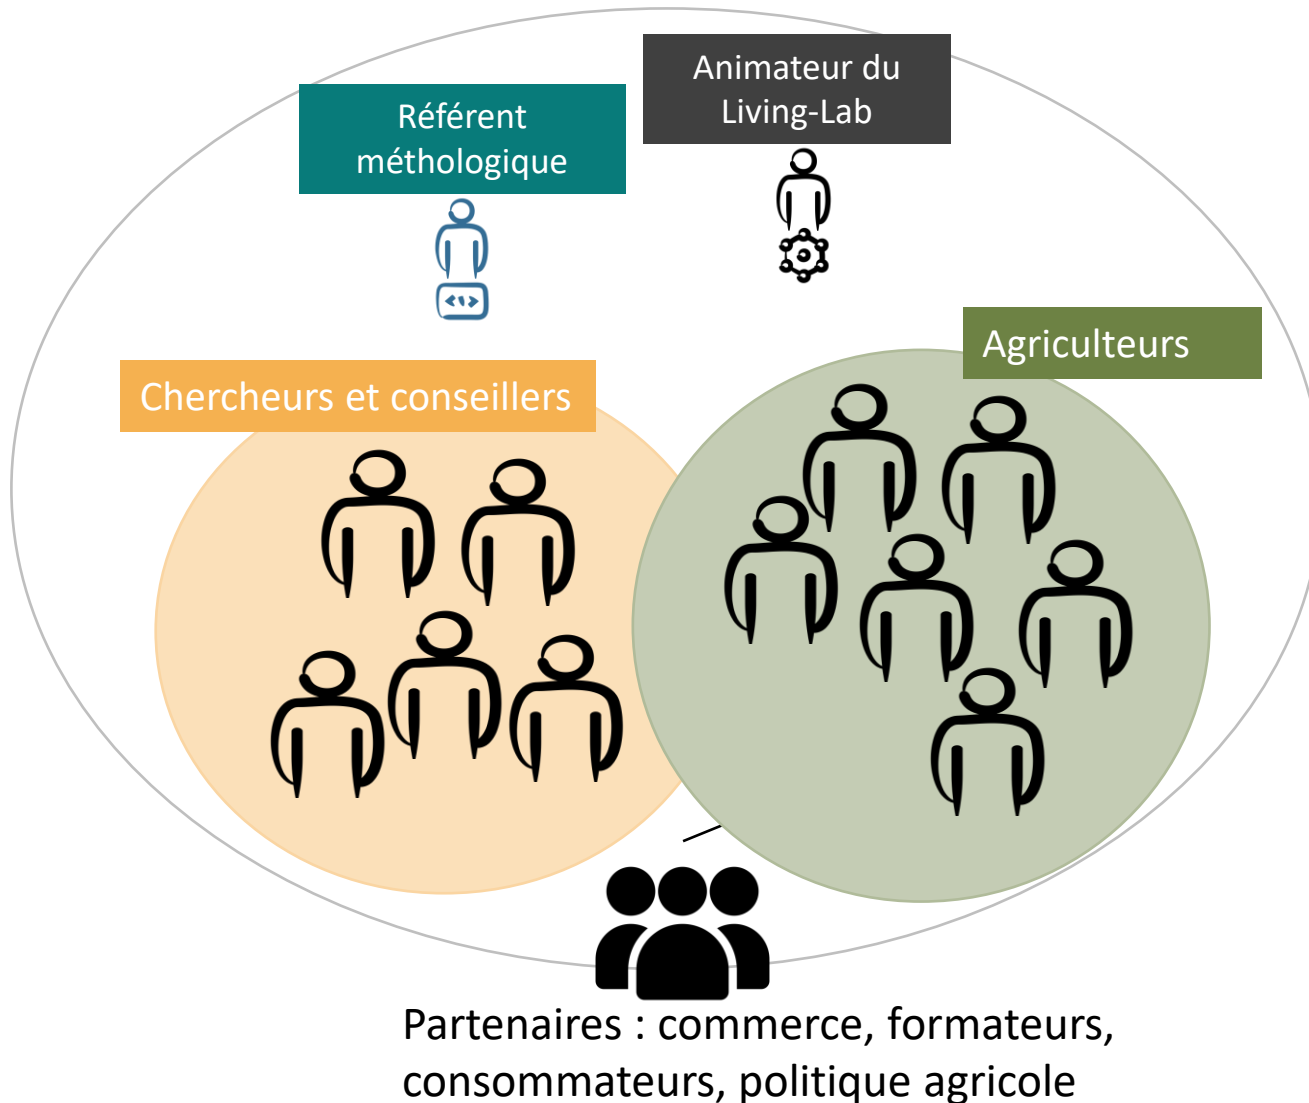 Animateur du
Living-Lab
Référent
méthologique
Agriculteurs
Chercheurs et conseillers
Partenaires : commerce, formateurs,
consommateurs, politique agricole